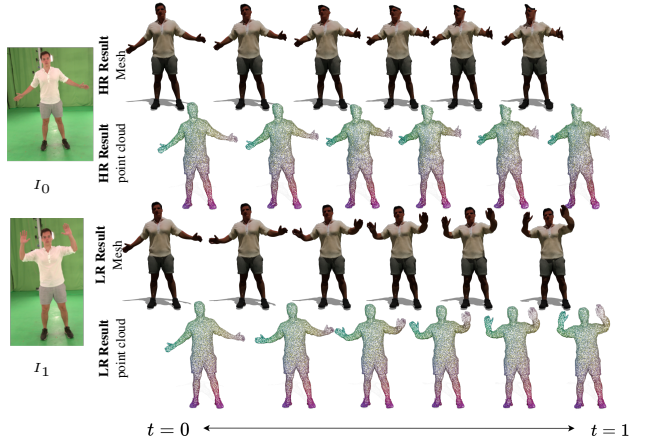 HR Result
Mesh
HR Result
point cloud
I₀
LR Result
Mesh
LR Result
point cloud
I₁
t = 0
t = 1